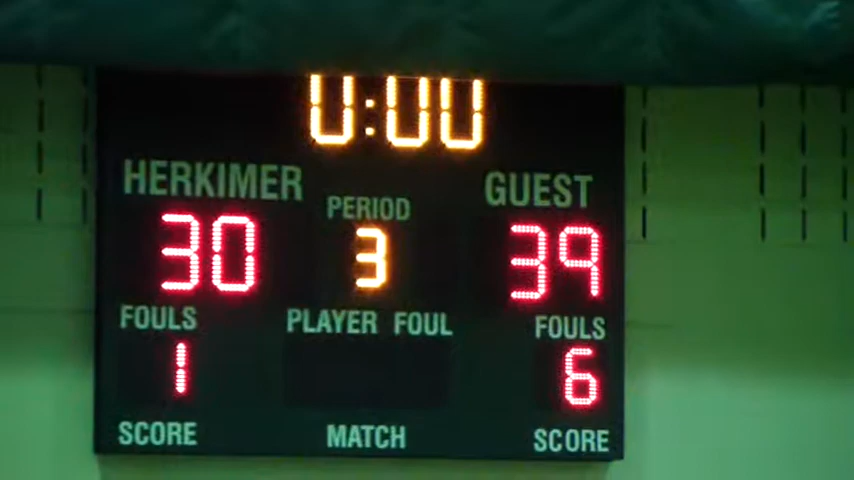 0:00
HERKIMER GUEST
PERIOD
30 3 39
FOULS PLAYER FOUL FOULS
1 6
SCORE MATCH SCORE